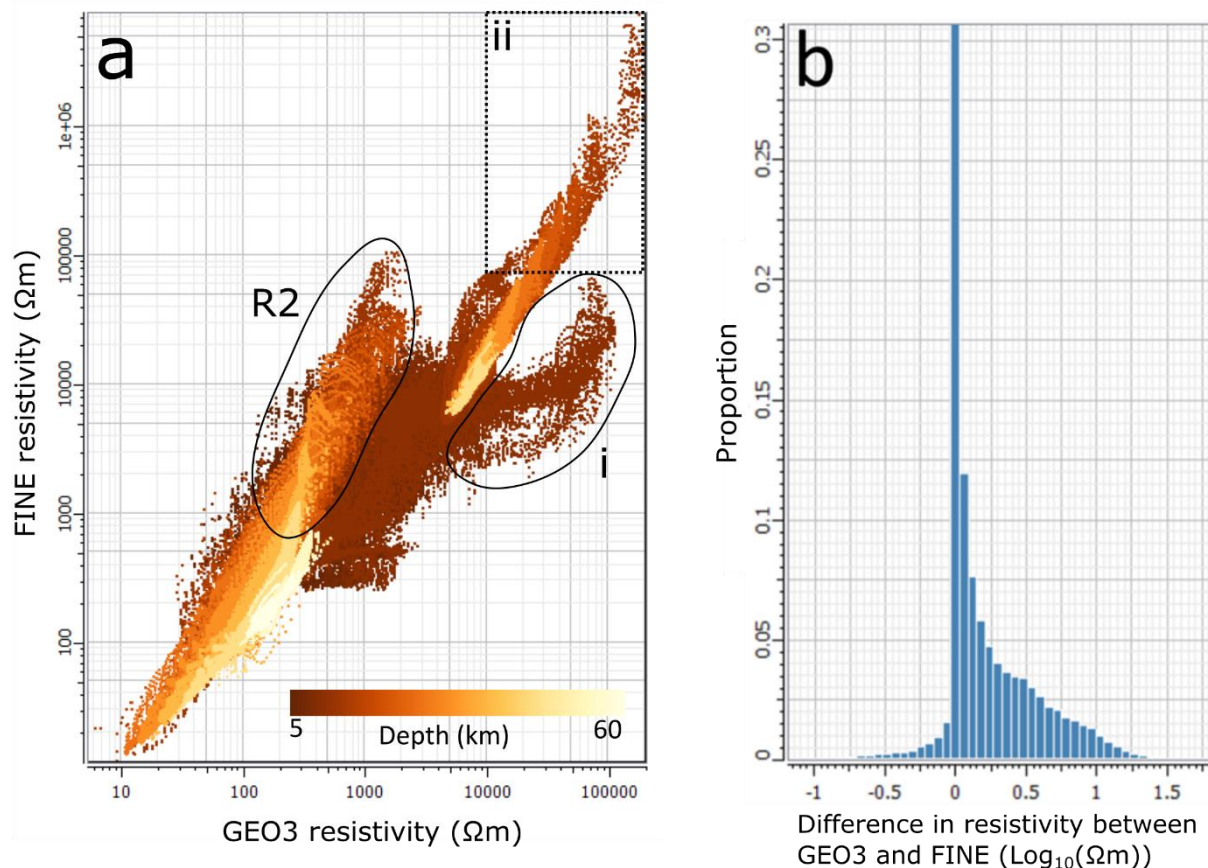 a
ii
R2
i
FINE resistivity (Ωm)
1e+06
100000
10000
1000
100
5
60
Depth (km)
10
100
1000
10000
100000
GEO3 resistivity (Ωm)
b
Proportion
0.3
0.25
0.2
0.15
0.1
0.05
0
-1
-0.5
0
0.5
1
1.5
Difference in resistivity between
GEO3 and FINE (Log₁₀(Ωm))